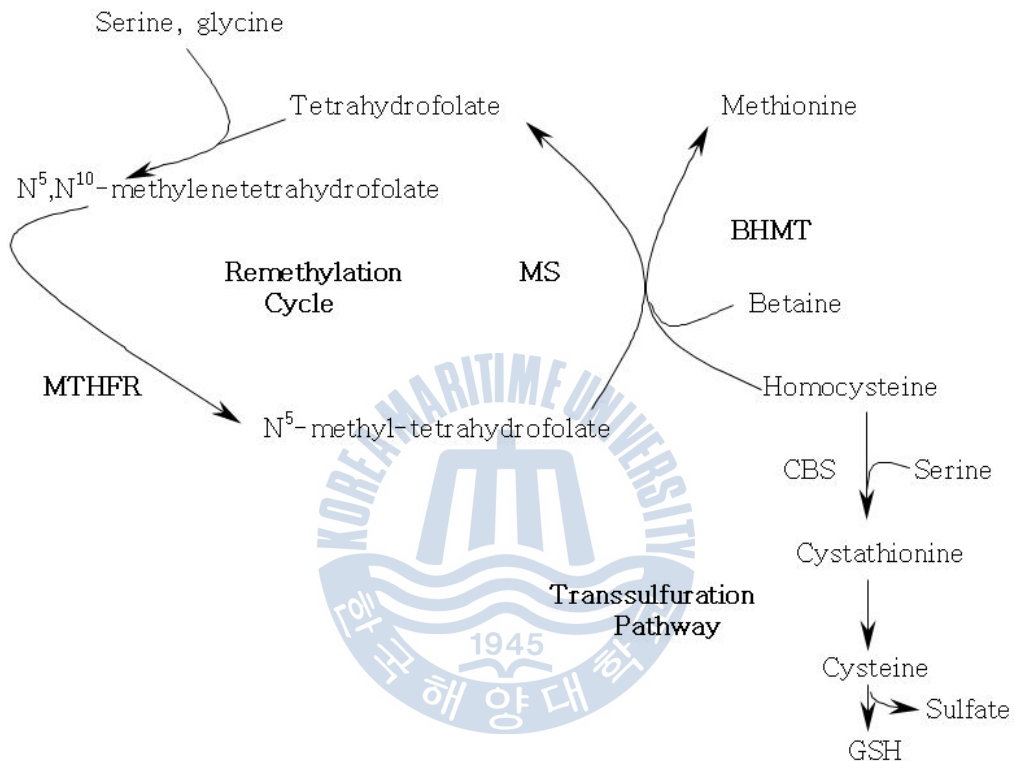 Serine, glycine
Tetrahydrofolate
Methionine
N⁵,N¹⁰-methylenetetrahydrofolate
BHMT
Remethylation
Cycle
MS
Betaine
MTHFR
Homocysteine
N⁵-methyl-tetrahydrofolate
CBS
Serine
Cystathionine
Transsulfuration
Pathway
Cysteine
Sulfate
GSH
KOREA MARITIME UNIVERSITY
1945
한국해양대학교